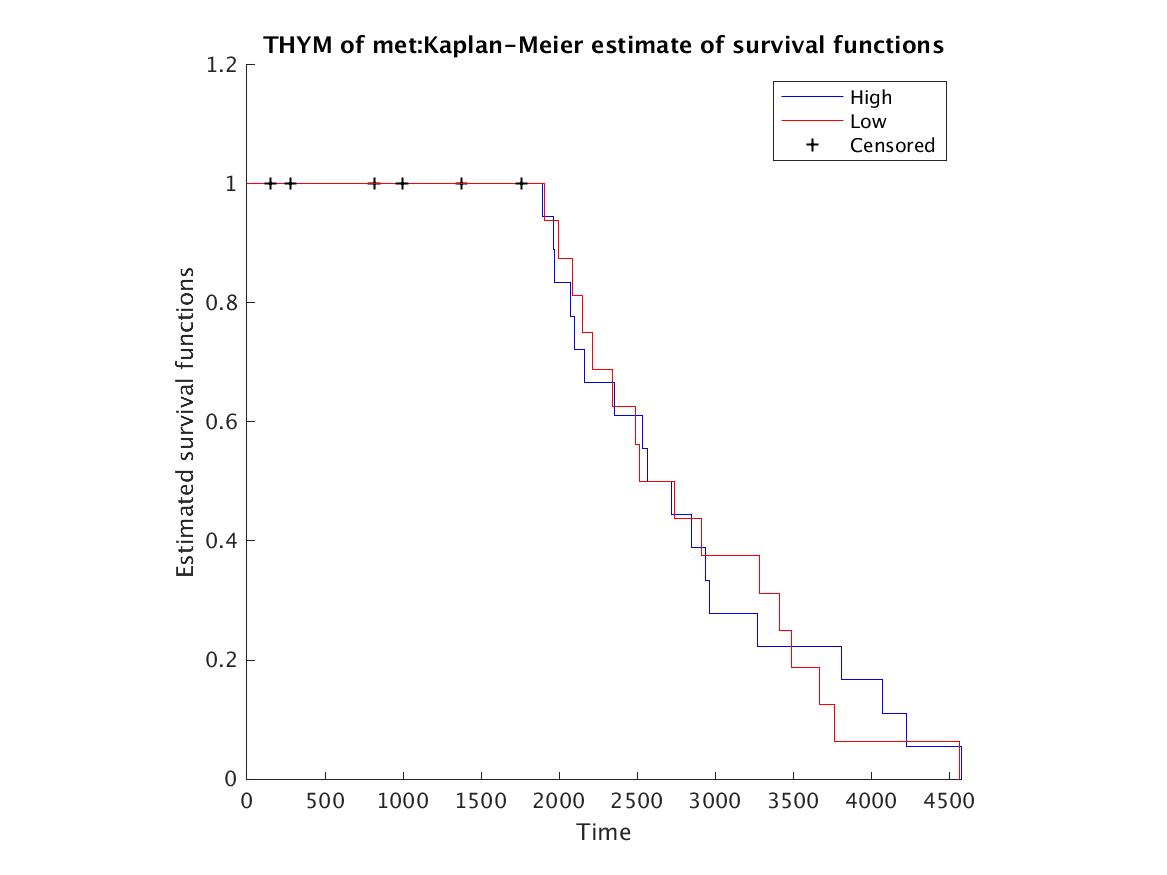 THYM of met:Kaplan-Meier estimate of survival functions
1.2
High
Low
Censored
1
0.8
0.6
0.4
0.2
0
Estimated survival functions
0 500 1000 1500 2000 2500 3000 3500 4000 4500
Time